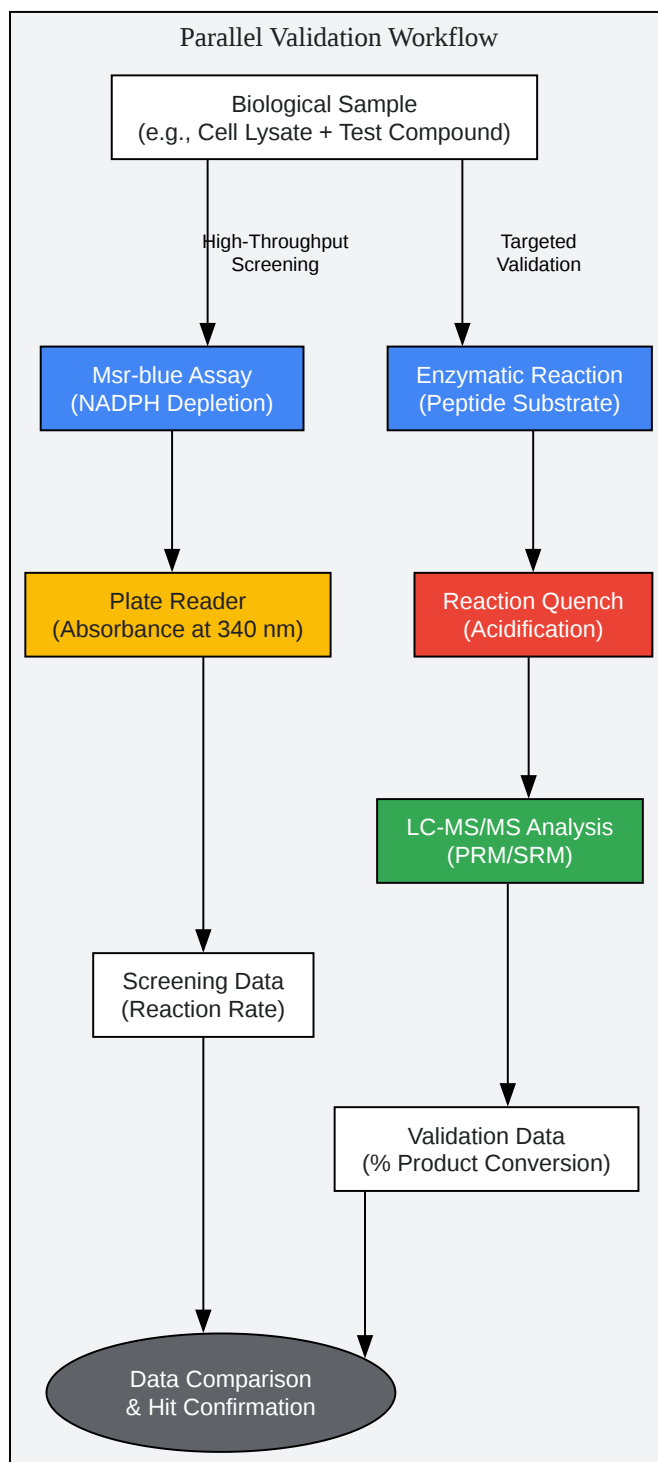 Parallel Validation Workflow
Biological Sample
(e.g., Cell Lysate + Test Compound)
High-Throughput
Screening
Targeted
Validation
Msr-blue Assay
(NADPH Depletion)
Enzymatic Reaction
(Peptide Substrate)
Plate Reader
(Absorbance at 340 nm)
Reaction Quench
(Acidification)
LC-MS/MS Analysis
(PRM/SRM)
Screening Data
(Reaction Rate)
Validation Data
(% Product Conversion)
Data Comparison
& Hit Confirmation